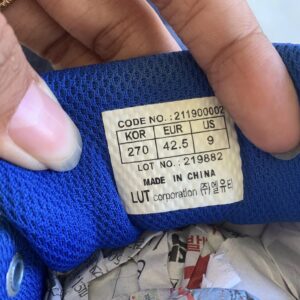 CODE NO.: 211900002
KOR EUR US
270 42.5 9
LOT NO.: 219882
MADE IN CHINA
LUT corporation (주)엘유티